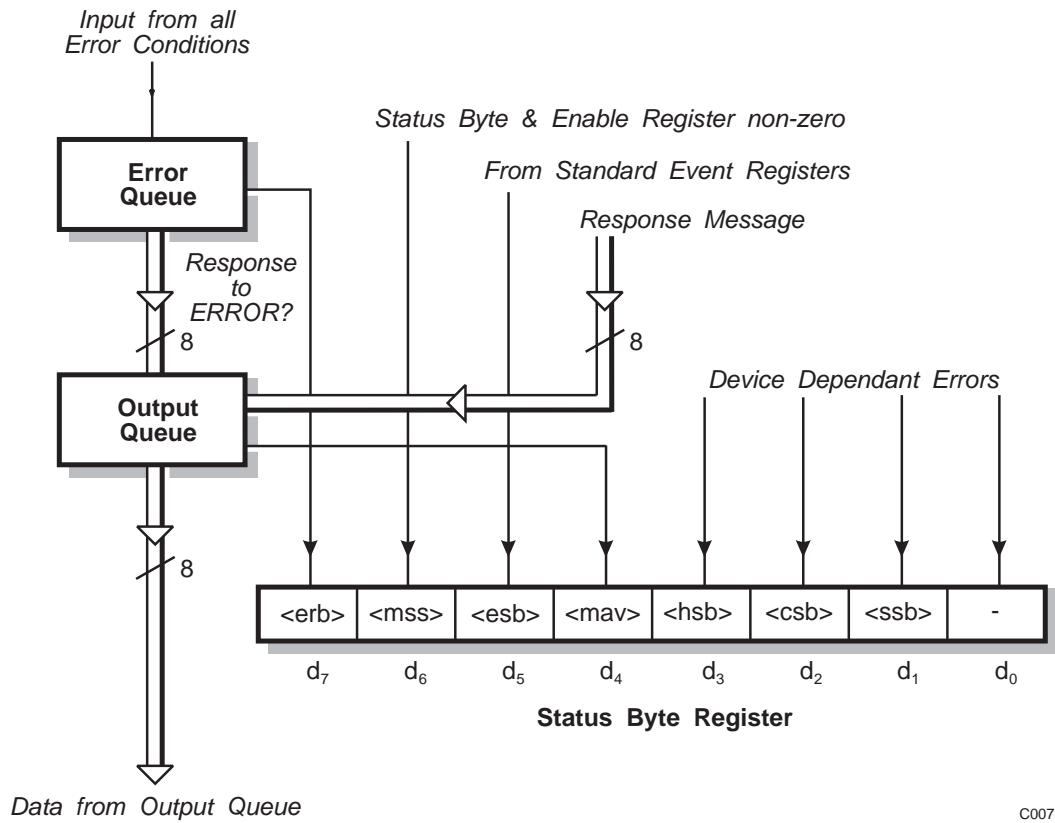 Input from all
Error Conditions
Status Byte & Enable Register non-zero
Error
Queue
From Standard Event Registers
Response Message
Response
to
ERROR?
8
8
Device Dependant Errors
Output
Queue
8
<erb> <mss> <esb> <mav> <hsb> <csb> <ssb> -
d₇ d₆ d₅ d₄ d₃ d₂ d₁ d₀
Status Byte Register
Data from Output Queue
C007